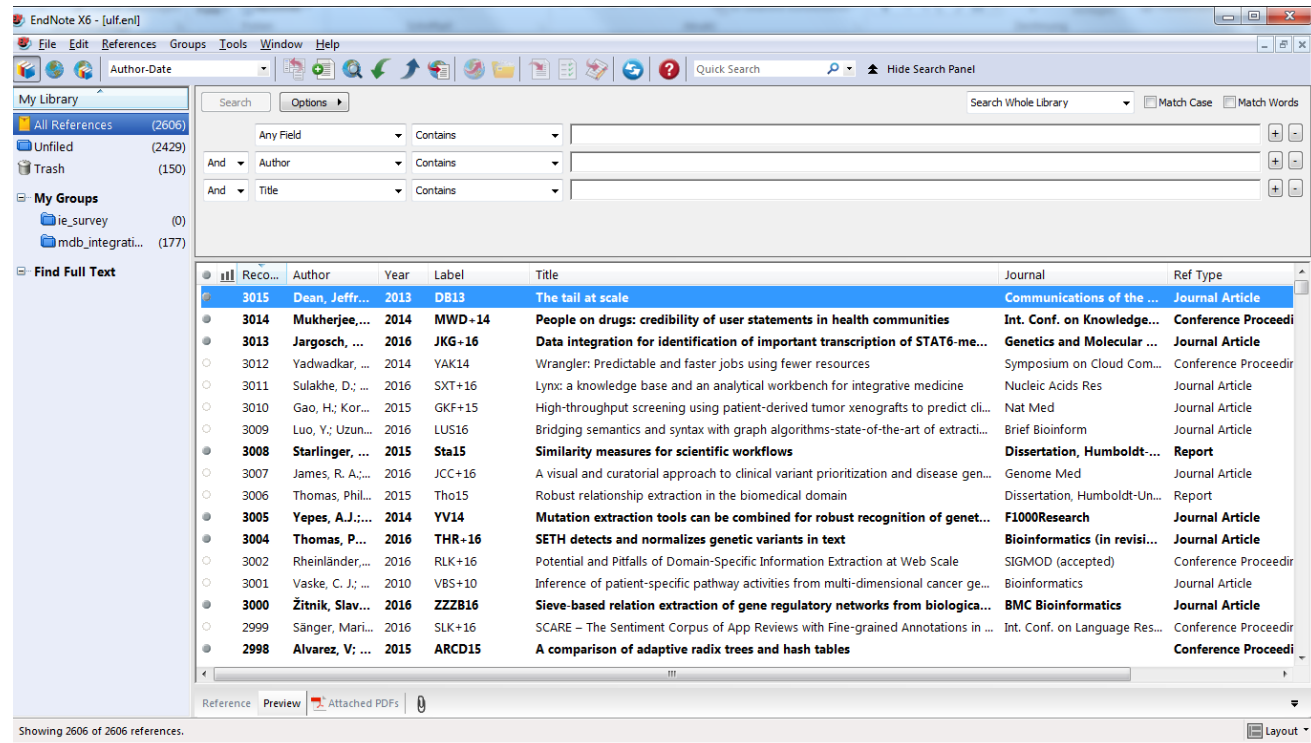 EndNote X6 - [ulf.enl]
File Edit References Groups Tools Window Help
Author-Date Quick Search Hide Search Panel
My Library
All References (2606)
Unfiled (2429)
Trash (150)
My Groups
ie_survey (0)
mdb_integrati... (177)
Find Full Text
Search Options Search Whole Library Match Case Match Words
Any Field Contains + -
And Author Contains + -
And Title Contains + -
Reco... Author Year Label Title Journal Ref Type
3015 Dean, Jeffr... 2013 DB13 The tail at scale Communications of the ... Journal Article
3014 Mukherjee,... 2014 MWD+14 People on drugs: credibility of user statements in health communities Int. Conf. on Knowledge... Conference Proceedi
3013 Jargosch, ... 2016 JKG+16 Data integration for identification of important transcription of STAT6-me... Genetics and Molecular ... Journal Article
3012 Yadwadkar, ... 2014 YAK14 Wrangler: Predictable and faster jobs using fewer resources Symposium on Cloud Com... Conference Proceedin
3011 Sulakhe, D.; ... 2016 SXT+16 Lynx: a knowledge base and an analytical workbench for integrative medicine Nucleic Acids Res Journal Article
3010 Gao, H.; Kor... 2015 GKF+15 High-throughput screening using patient-derived tumor xenografts to predict cli... Nat Med Journal Article
3009 Luo, Y.; Uzun... 2016 LUS16 Bridging semantics and syntax with graph algorithms-state-of-the-art of extracti... Brief Bioinform Journal Article
3008 Starlinger, ... 2015 Sta15 Similarity measures for scientific workflows Dissertation, Humboldt-... Report
3007 James, R. A.;... 2016 JCC+16 A visual and curatorial approach to clinical variant prioritization and disease gen... Genome Med Journal Article
3006 Thomas, Phil... 2015 Tho15 Robust relationship extraction in the biomedical domain Dissertation, Humboldt-Un... Report
3005 Yepes, A.J.;... 2014 YV14 Mutation extraction tools can be combined for robust recognition of genet... F1000Research Journal Article
3004 Thomas, P... 2016 THR+16 SETH detects and normalizes genetic variants in text Bioinformatics (in revisi... Journal Article
3002 Rheinländer,... 2016 RLK+16 Potential and Pitfalls of Domain-Specific Information Extraction at Web Scale SIGMOD (accepted) Conference Proceedin
3001 Vaske, C. J.; ... 2010 VBS+10 Inference of patient-specific pathway activities from multi-dimensional cancer ge... Bioinformatics Journal Article
3000 Žitnik, Slav... 2016 ZZZB16 Sieve-based relation extraction of gene regulatory networks from biologica... BMC Bioinformatics Journal Article
2999 Sänger, Mari... 2016 SLK+16 SCARE – The Sentiment Corpus of App Reviews with Fine-grained Annotations in ... Int. Conf. on Language Res... Conference Proceedin
2998 Alvarez, V; ... 2015 ARCD15 A comparison of adaptive radix trees and hash tables Conference Proceedi
Reference Preview Attached PDFs
Showing 2606 of 2606 references. Layout